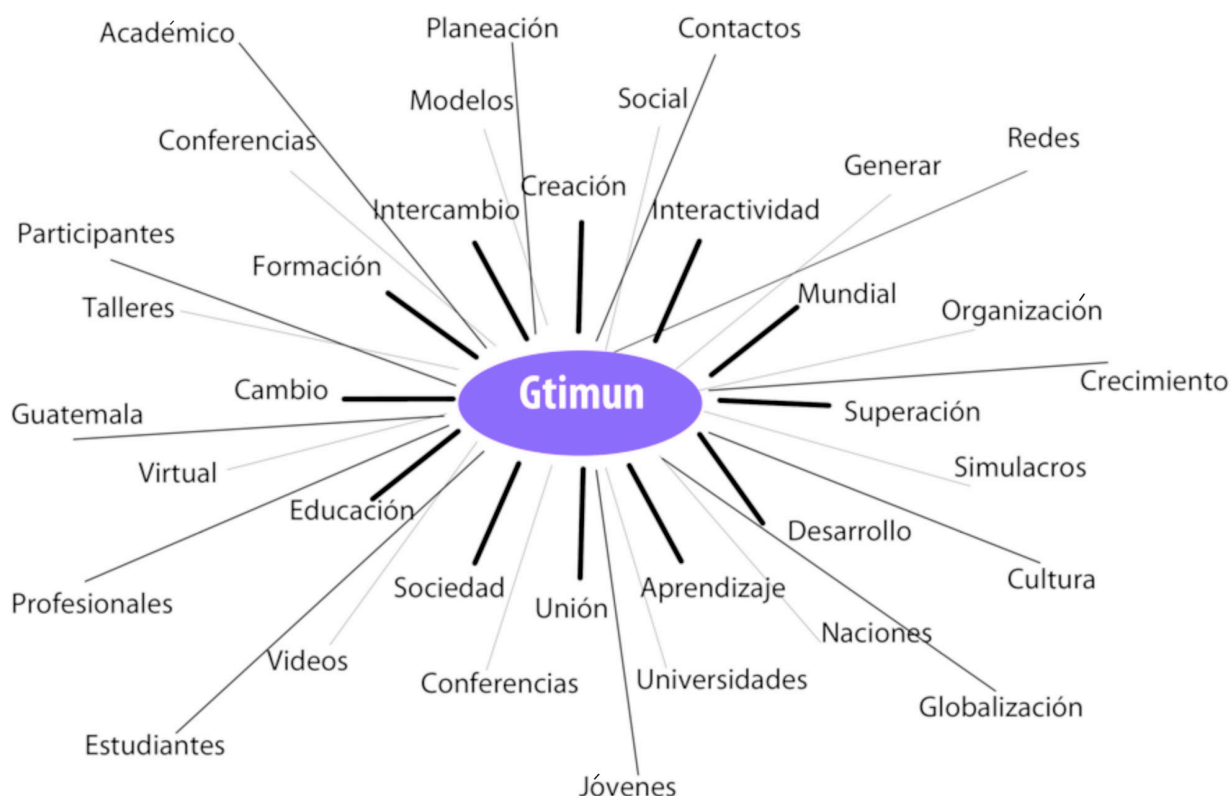 Académico
Planeación
Contactos
Modelos
Social
Conferencias
Redes
Generar
Creación
Intercambio
Interactividad
Participantes
Formación
Mundial
Talleres
Organización
Gtimun
Crecimiento
Cambio
Superación
Guatemala
Virtual
Simulacros
Educación
Desarrollo
Cultura
Sociedad
Aprendizaje
Profesionales
Unión
Naciones
Videos
Conferencias
Universidades
Globalización
Estudiantes
Jóvenes